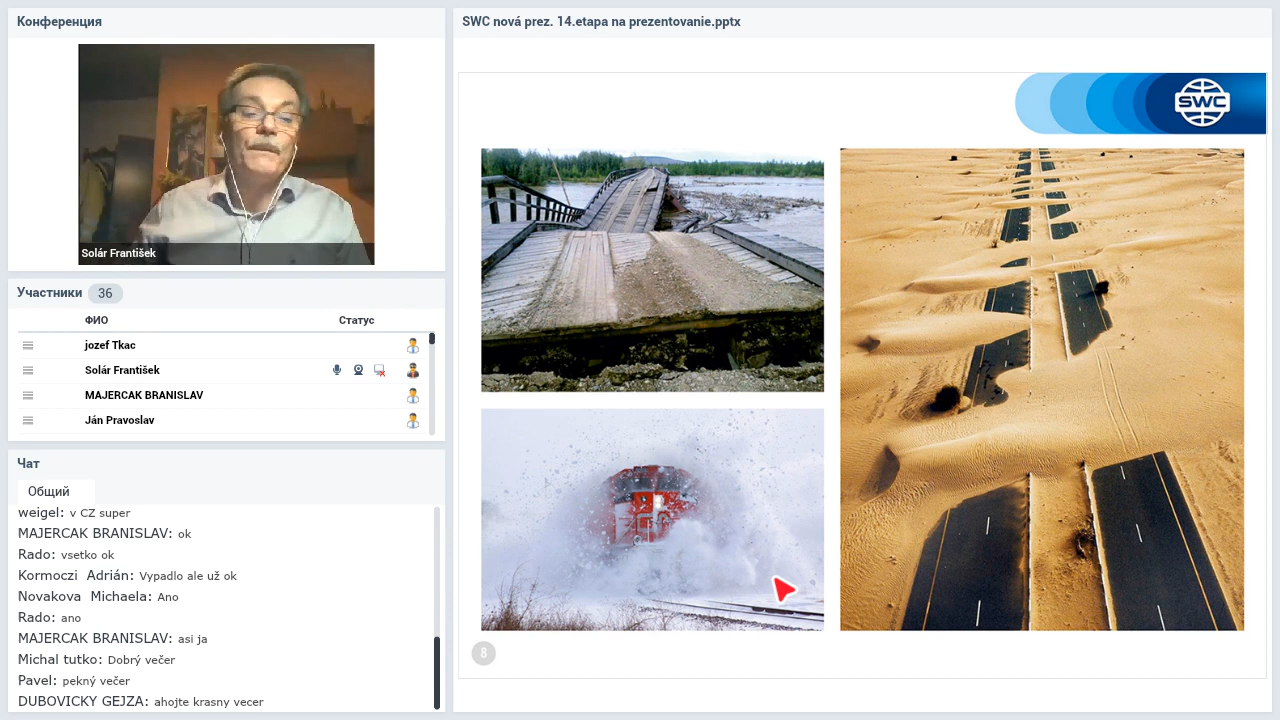 Конференция
Solár František
Участники 36
ФИО Статус
jozef Tkac
Solár František
MAJERCAK BRANISLAV
Ján Pravoslav
Чат
Общий
weigel: v CZ super
MAJERCAK BRANISLAV: ok
Rado: vsetko ok
Kormoczi Adrián: Vypadlo ale už ok
Novakova Michaela: Ano
Rado: ano
MAJERCAK BRANISLAV: asi ja
Michal tutko: Dobrý večer
Pavel: pekný večer
DUBOVICKY GEJZA: ahojte krasny vecer
SWC nová prez. 14.etapa na prezentovanie.pptx
SWC
8